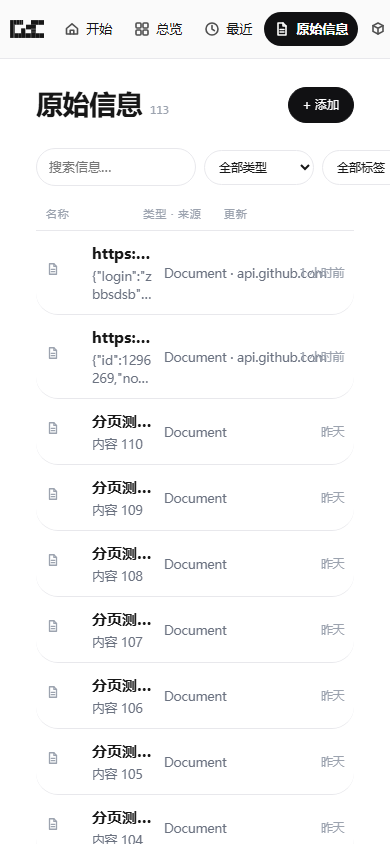 GdC
开始
总览
最近
原始信息
原始信息 113
+ 添加
搜索信息...
全部类型
全部标签
名称
类型 · 来源
更新
https:...
{"login":"z
bbsdsb"...
Document · api.github.com
时前
https:...
{"id":1296
269,"no...
Document · api.github.com
时前
分页测...
内容 110
Document
昨天
分页测...
内容 109
Document
昨天
分页测...
内容 108
Document
昨天
分页测...
内容 107
Document
昨天
分页测...
内容 106
Document
昨天
分页测...
内容 105
Document
昨天
分页测...
内容 104
Document
昨天